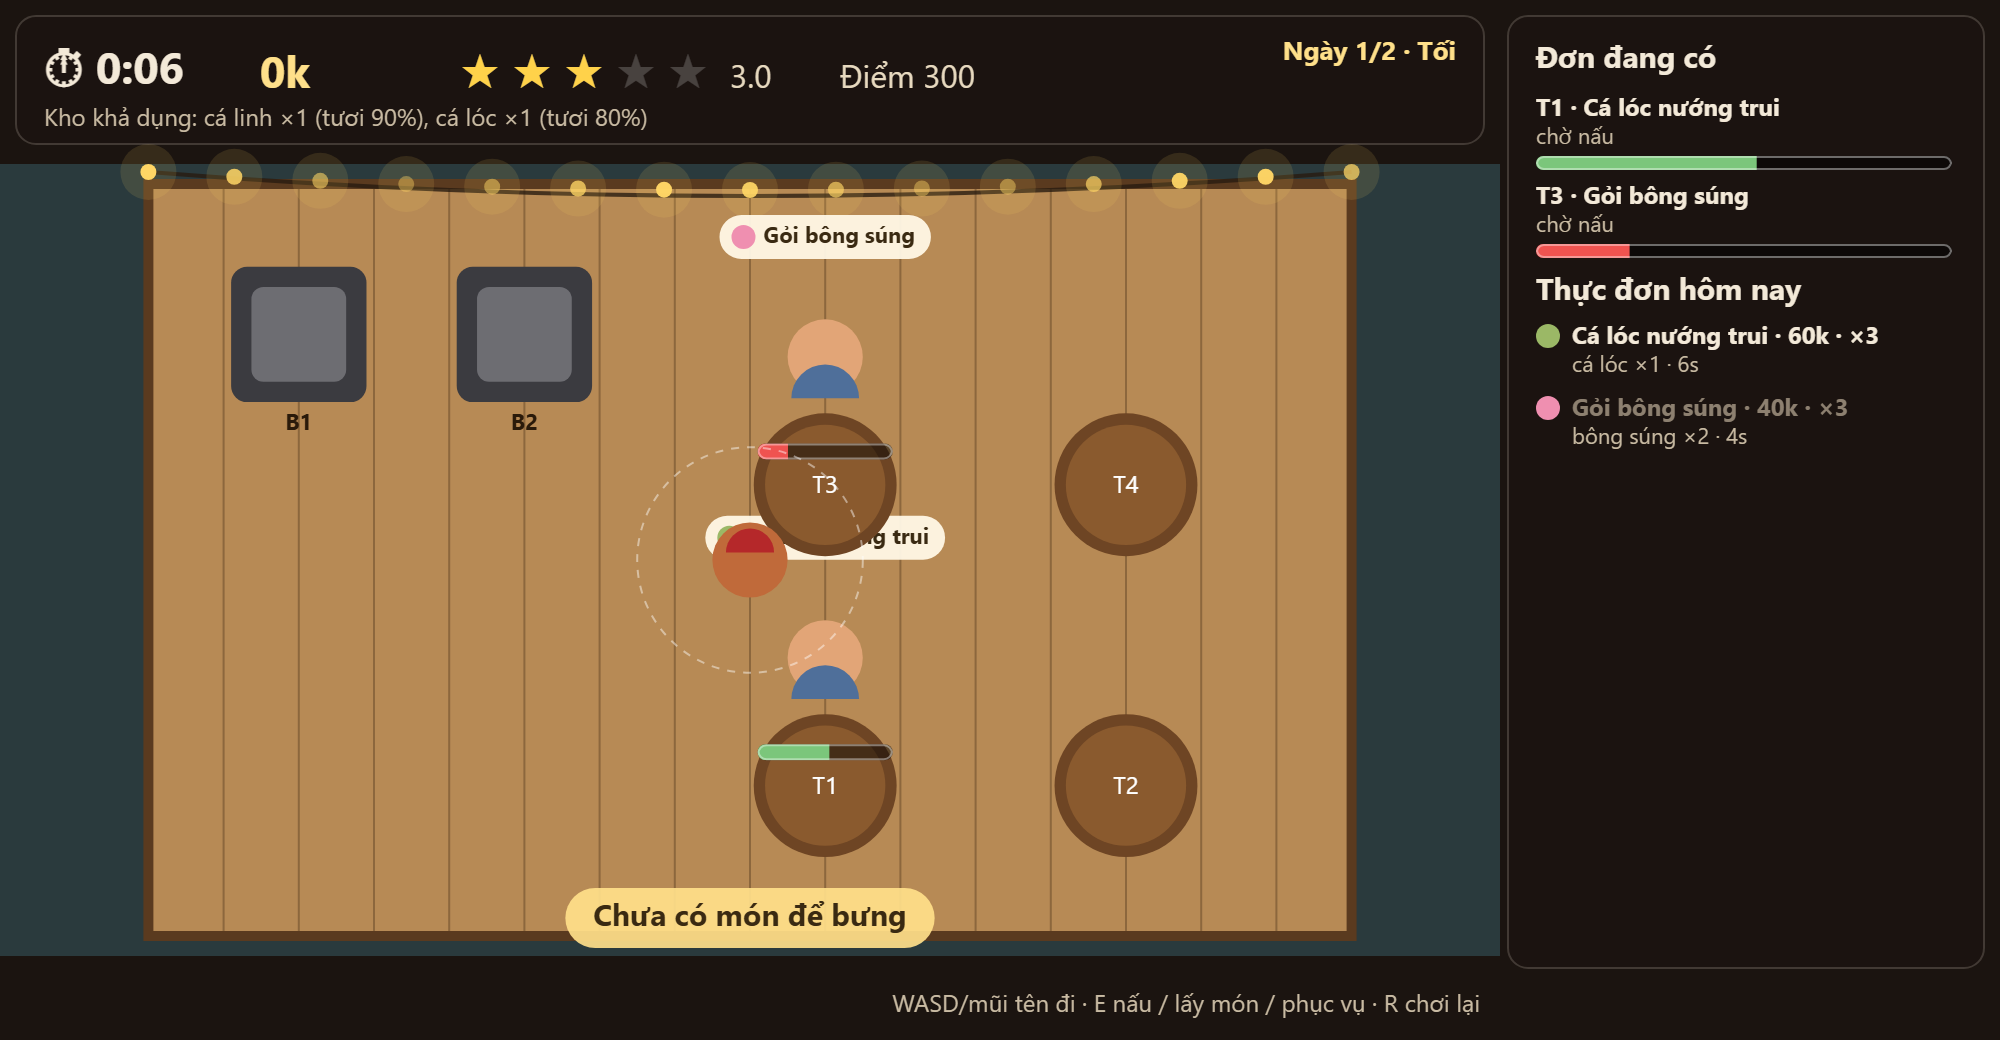 0:06
0k
3.0
Điểm 300
Ngày 1/2 · Tối
Kho khả dụng: cá linh ×1 (tươi 90%), cá lóc ×1 (tươi 80%)
Gỏi bông súng
B1
B2
T3
T4
trui
T1
T2
Chưa có món để bưng
WASD/mũi tên đi · E nấu / lấy món / phục vụ · R chơi lại
Đơn đang có
T1 · Cá lóc nướng trui
chờ nấu
T3 · Gỏi bông súng
chờ nấu
Thực đơn hôm nay
Cá lóc nướng trui · 60k · ×3
cá lóc ×1 · 6s
Gỏi bông súng · 40k · ×3
bông súng ×2 · 4s